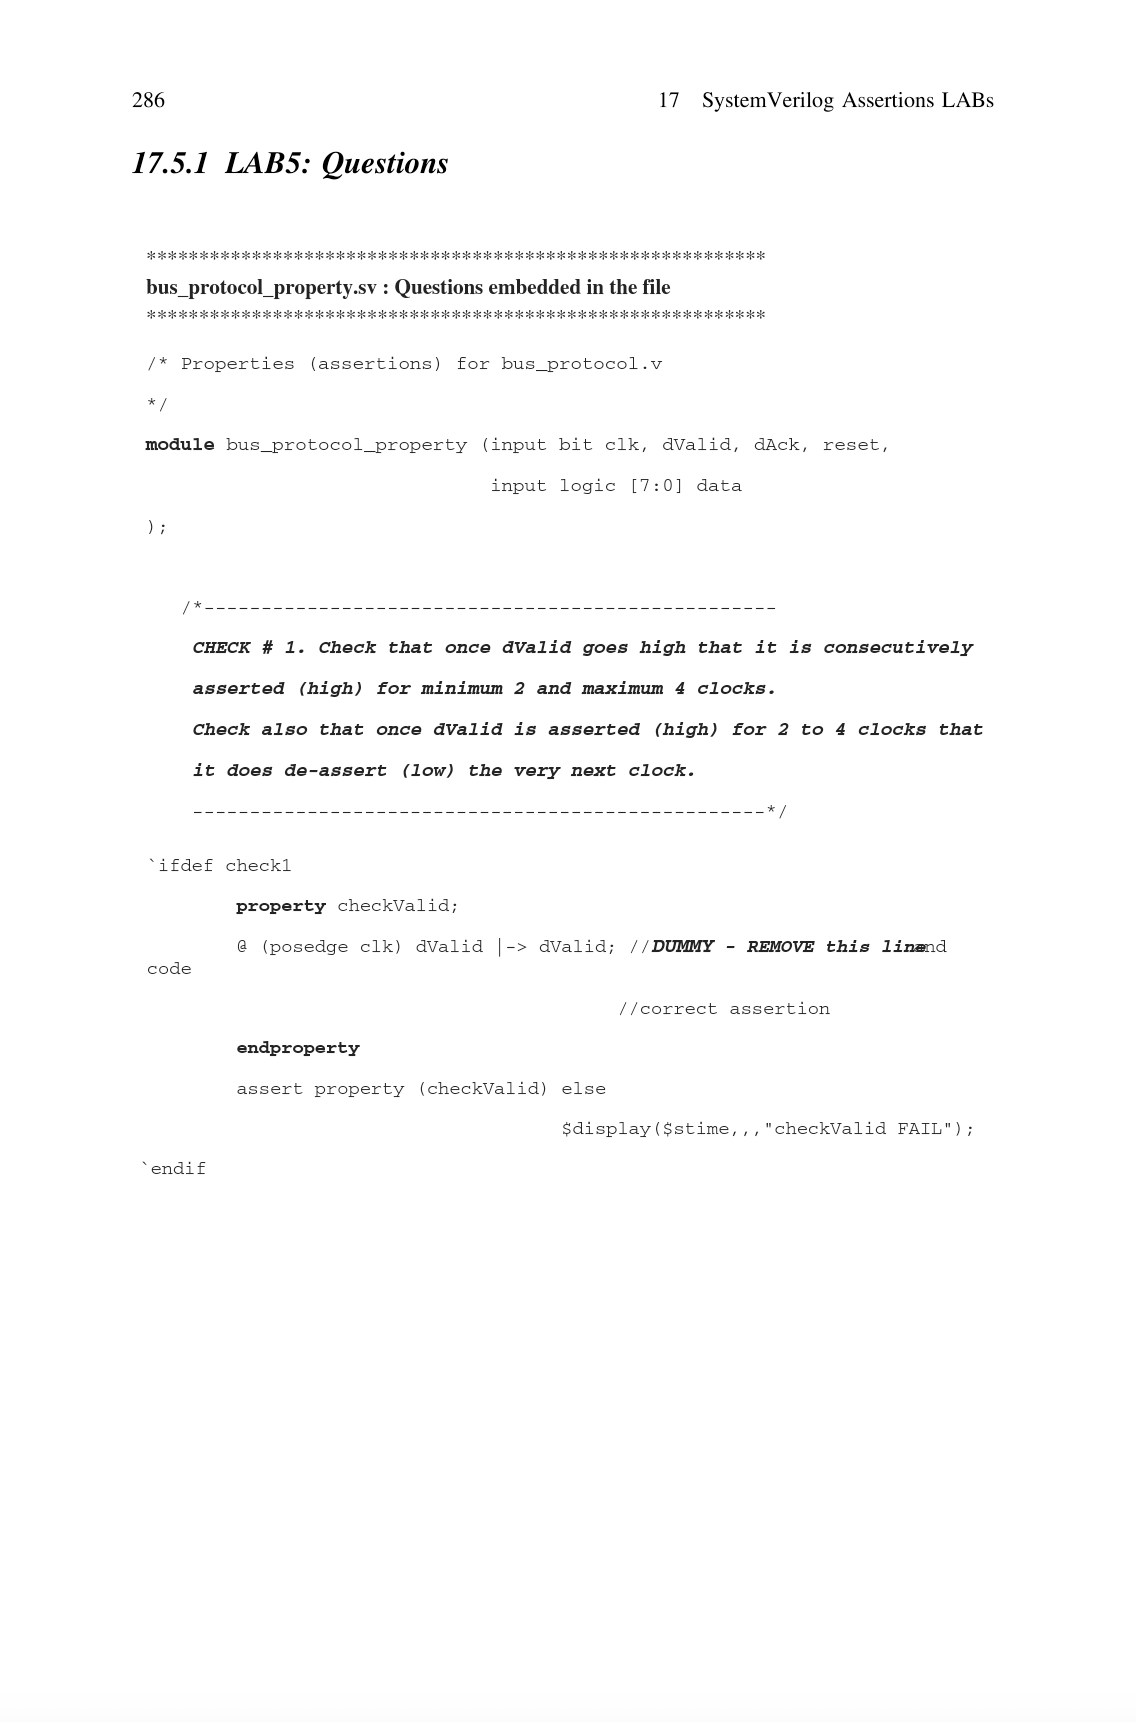 286 17 SystemVerilog Assertions LABs
17.5.1 LAB5: Questions
***********************************************************
bus_protocol_property.sv : Questions embedded in the file
***********************************************************
/* Properties (assertions) for bus_protocol.v
*/
module bus_protocol_property (input bit clk, dValid, dAck, reset,
input logic [7:0] data
);
/*--------------------------------------------------
CHECK # 1. Check that once dValid goes high that it is consecutively
asserted (high) for minimum 2 and maximum 4 clocks.
Check also that once dValid is asserted (high) for 2 to 4 clocks that
it does de-assert (low) the very next clock.
--------------------------------------------------*/
`ifdef check1
property checkValid;
@ (posedge clk) dValid |-> dValid; //DUMMY - REMOVE this line and
code
//correct assertion
endproperty
assert property (checkValid) else
$display($stime,,,"checkValid FAIL");
`endif